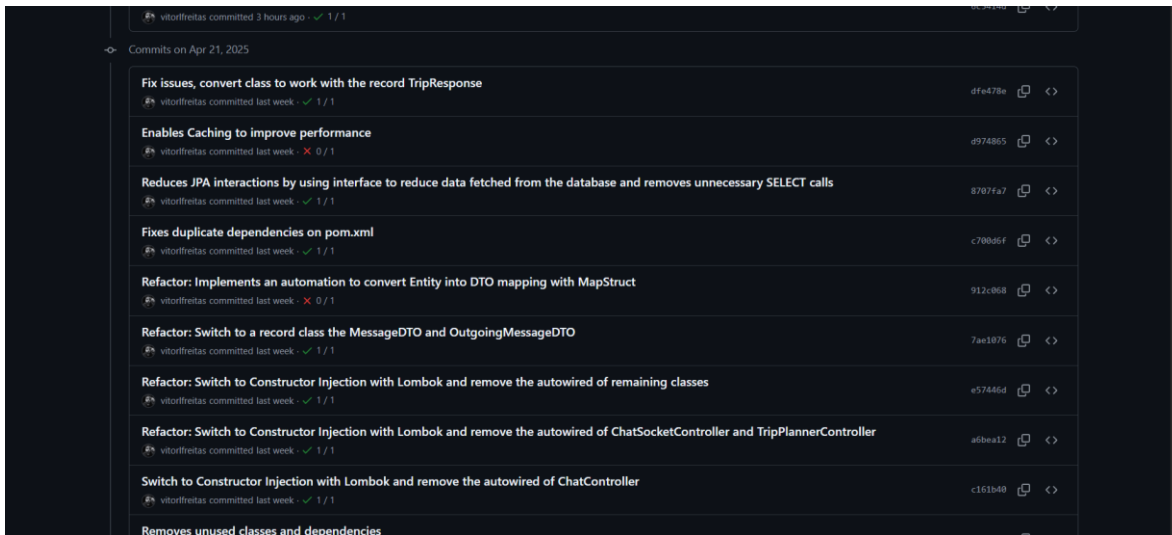 vitorlfreitas committed 3 hours ago · ✓ 1 / 1
Commits on Apr 21, 2025
Fix issues, convert class to work with the record TripResponse
vitorlfreitas committed last week · ✓ 1 / 1
dfe478e
Enables Caching to improve performance
vitorlfreitas committed last week · ✕ 0 / 1
d974865
Reduces JPA interactions by using interface to reduce data fetched from the database and removes unnecessary SELECT calls
vitorlfreitas committed last week · ✓ 1 / 1
8707fa7
Fixes duplicate dependencies on pom.xml
vitorlfreitas committed last week · ✓ 1 / 1
c700d6f
Refactor: Implements an automation to convert Entity into DTO mapping with MapStruct
vitorlfreitas committed last week · ✕ 0 / 1
912c068
Refactor: Switch to a record class the MessageDTO and OutgoingMessageDTO
vitorlfreitas committed last week · ✓ 1 / 1
7ae1076
Refactor: Switch to Constructor Injection with Lombok and remove the autowired of remaining classes
vitorlfreitas committed last week · ✓ 1 / 1
e57446d
Refactor: Switch to Constructor Injection with Lombok and remove the autowired of ChatSocketController and TripPlannerController
vitorlfreitas committed last week · ✓ 1 / 1
a6bea12
Switch to Constructor Injection with Lombok and remove the autowired of ChatController
vitorlfreitas committed last week · ✓ 1 / 1
c161b40
Removes unused classes and dependencies